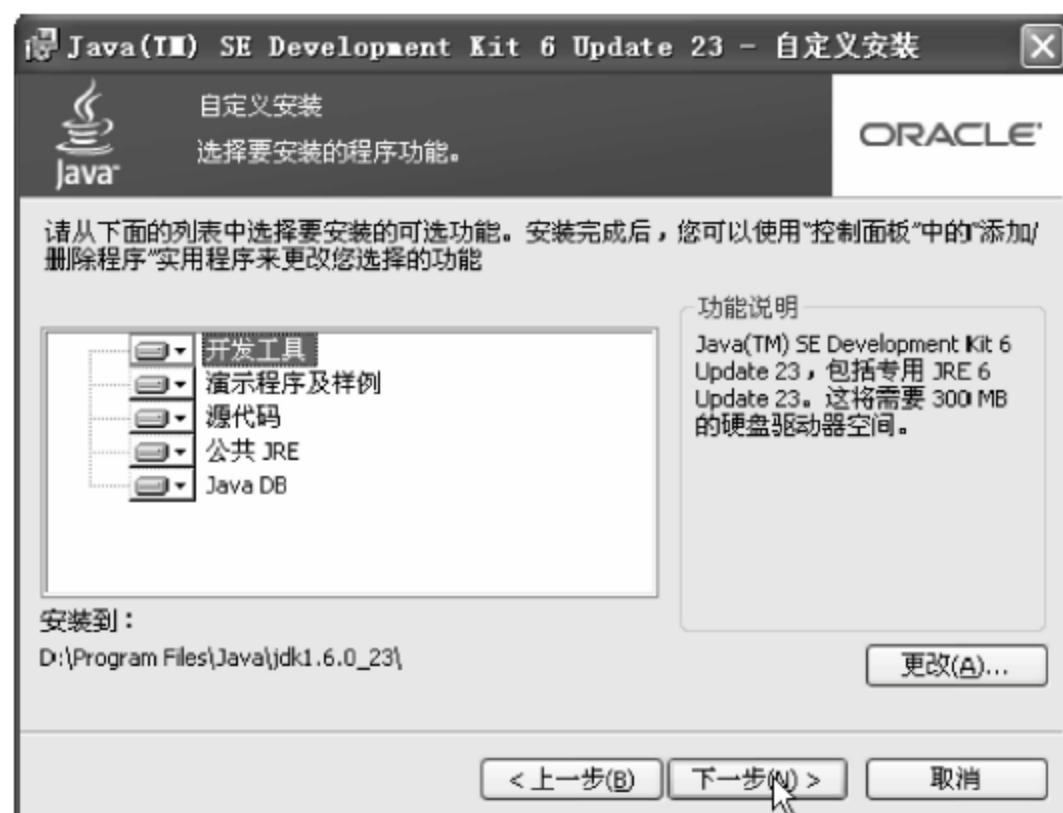 Java(TM) SE Development Kit 6 Update 23 - 自定义安装
自定义安装
选择要安装的程序功能。
Java
ORACLE
请从下面的列表中选择要安装的可选功能。安装完成后，您可以使用"控制面板"中的"添加/
删除程序"实用程序来更改您选择的功能
功能说明
开发工具
演示程序及样例
源代码
公共 JRE
Java DB
Java(TM) SE Development Kit 6
Update 23，包括专用 JRE 6
Update 23。这将需要 300 MB
的硬盘驱动器空间。
安装到：
D:\Program Files\Java\jdk1.6.0_23\
更改(A)...
<上一步(B)
下一步(N) >
取消